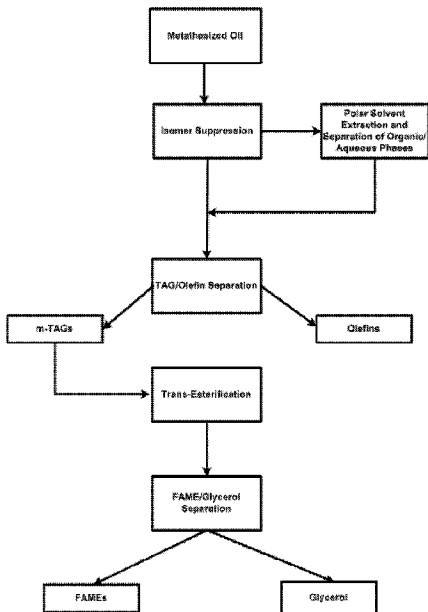 Metathesized Oil
Isomer Suppression
Polar Solvent
Extraction and
Separation of Organic/
Aqueous Phases
TAG/Olefin Separation
m-TAGs
Olefins
Trans-Esterification
FAME/Glycerol
Separation
FAMEs
Glycerol